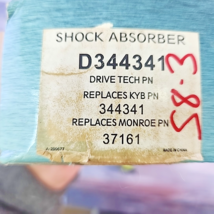 SHOCK ABSORBER
D344341
DRIVE TECH PN
REPLACES KYB PN
344341
REPLACES MONROE PN
37161
58-3